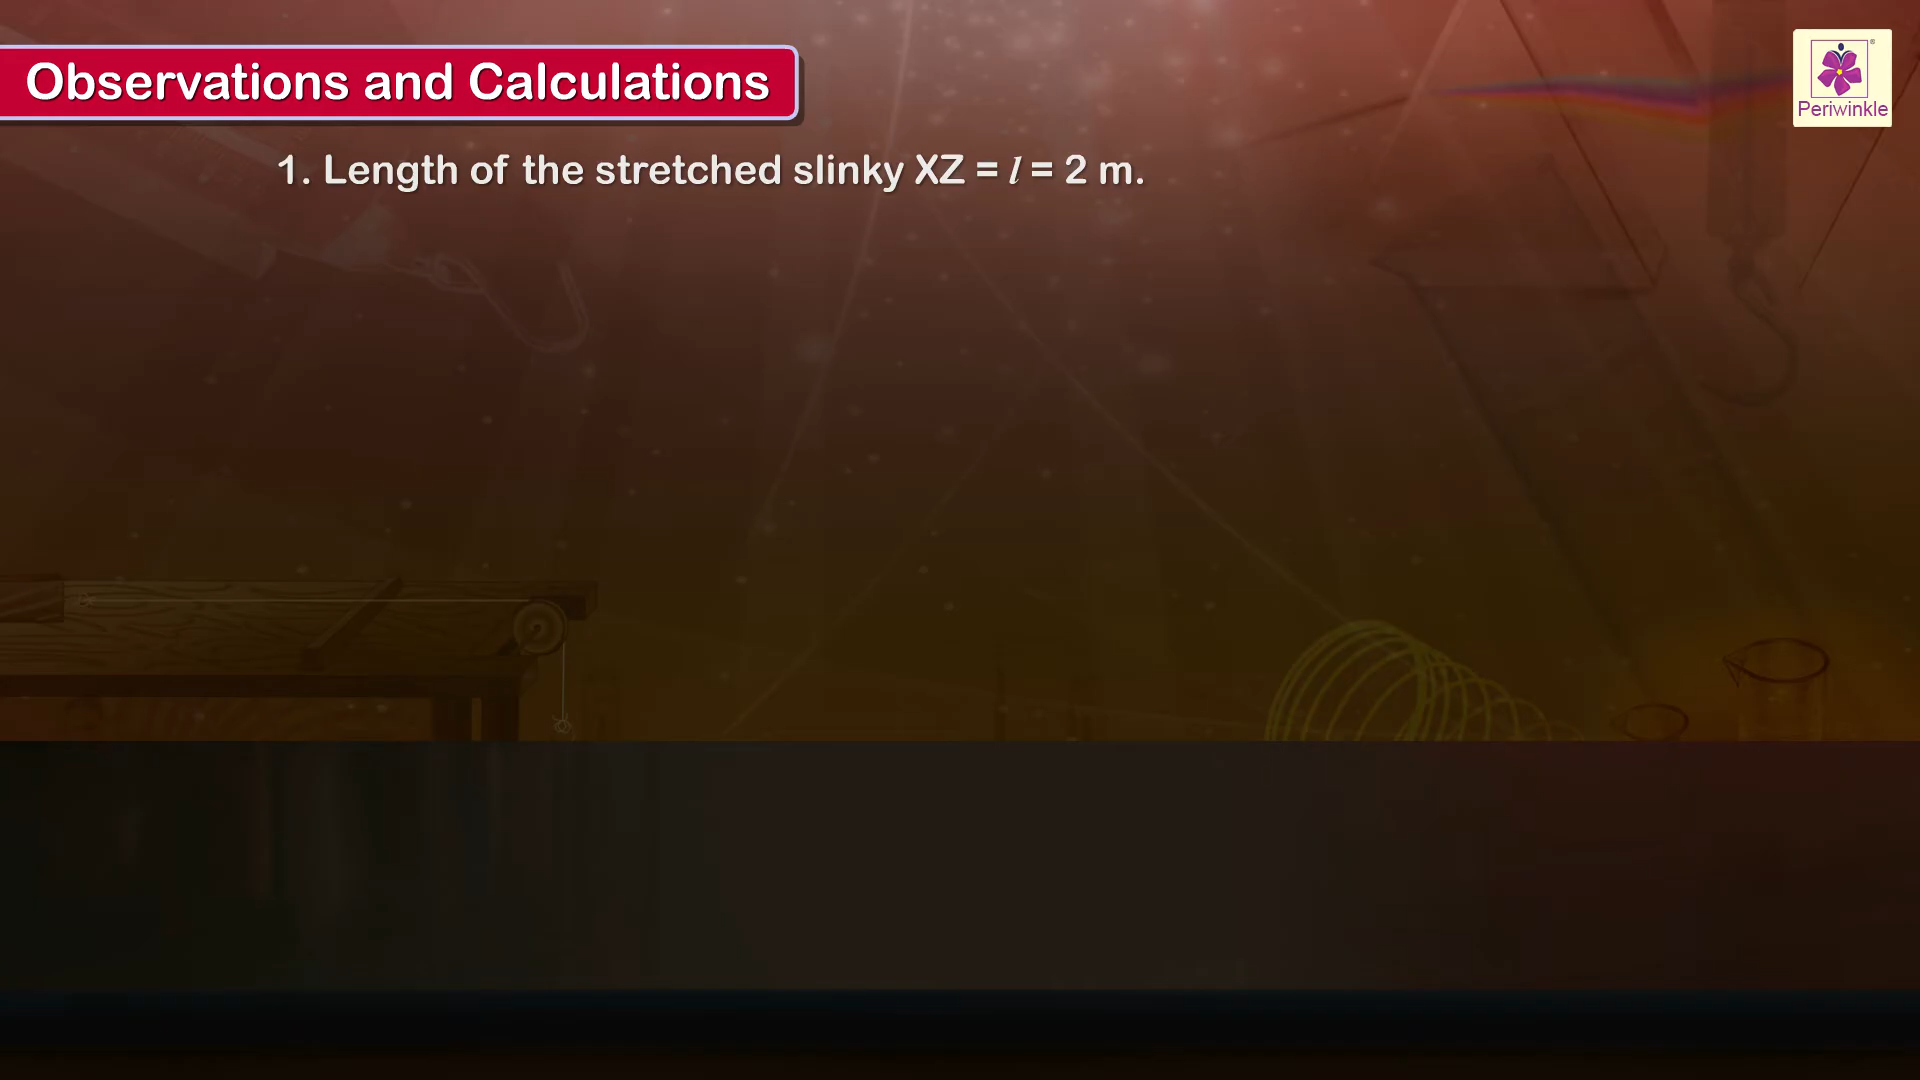 Observations and Calculations
Periwinkle
1. Length of the stretched slinky XZ = l = 2 m.